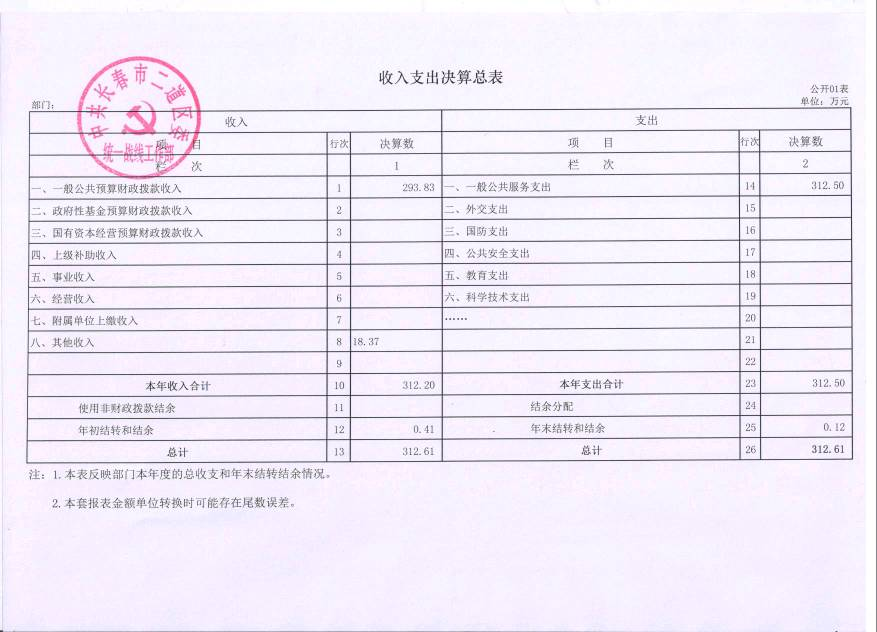 收入支出决算总表
公开01表
部门: 单位: 万元
中共长春市二道区委
统一战线工作部
收入 支出
项 目 行次 决算数 项 目 行次 决算数
栏 次 1 栏 次 2
一、一般公共预算财政拨款收入 1 293.83 一、一般公共服务支出 14 312.50
二、政府性基金预算财政拨款收入 2 二、外交支出 15
三、国有资本经营预算财政拨款收入 3 三、国防支出 16
四、上级补助收入 4 四、公共安全支出 17
五、事业收入 5 五、教育支出 18
六、经营收入 6 六、科学技术支出 19
七、附属单位上缴收入 7 …… 20
八、其他收入 8 18.37 21
9 22
本年收入合计 10 312.20 本年支出合计 23 312.50
使用非财政拨款结余 11 结余分配 24
年初结转和结余 12 0.41 年末结转和结余 25 0.12
总计 13 312.61 总计 26 312.61
注: 1.本表反映部门本年度的总收支和年末结转结余情况。
2.本套报表金额单位转换时可能存在尾数误差。